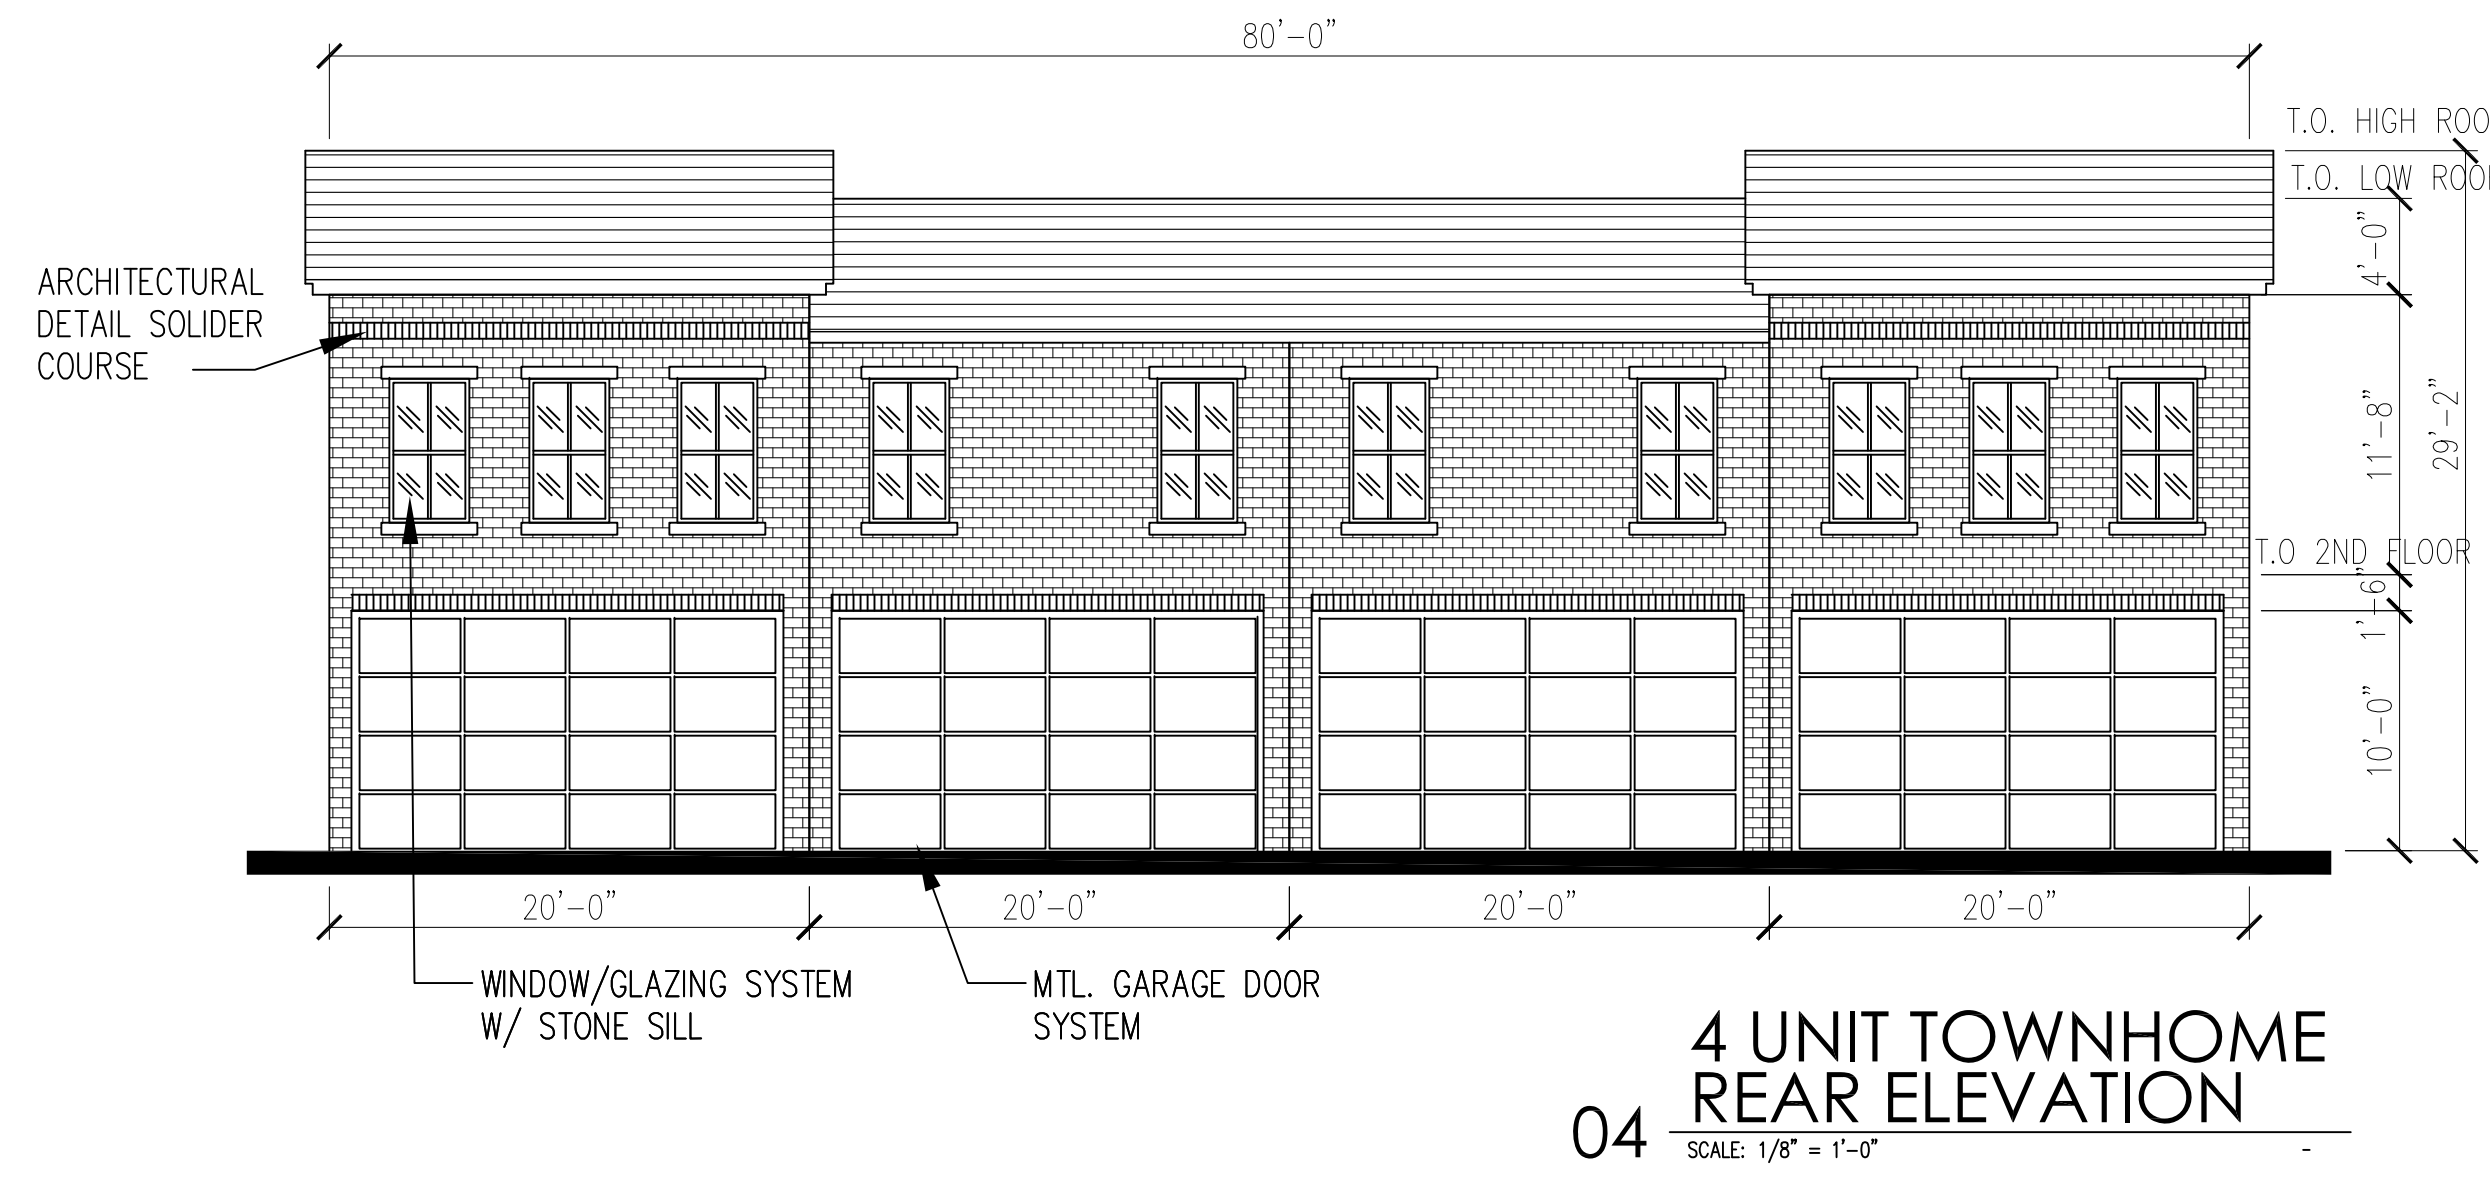 80'-0"
T.O. HIGH ROO
T.O. LOW ROO
4'-0"
ARCHITECTURAL
DETAIL SOLIDER
COURSE
11'-8"
29'-2"
T.O 2ND FLOOR
1'-6"
10'-0"
20'-0" 20'-0" 20'-0" 20'-0"
WINDOW/GLAZING SYSTEM
W/ STONE SILL
MTL. GARAGE DOOR
SYSTEM
4 UNIT TOWNHOME
REAR ELEVATION
04
SCALE: 1/8" = 1'-0" -